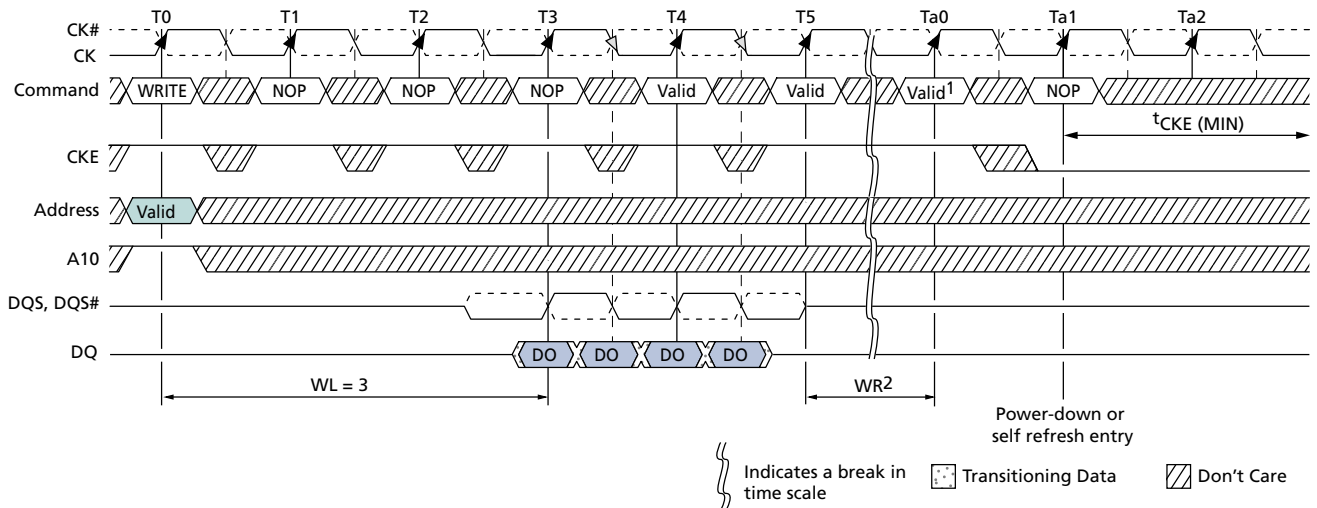 T0 T1 T2 T3 T4 T5 Ta0 Ta1 Ta2
CK#
CK
Command WRITE NOP NOP NOP Valid Valid Valid1 NOP
tCKE (MIN)
CKE
Address Valid
A10
DQS, DQS#
DQ DO DO DO DO
WL = 3 WR2
Power-down or
self refresh entry
Indicates a break in
time scale
Transitioning Data
Don't Care